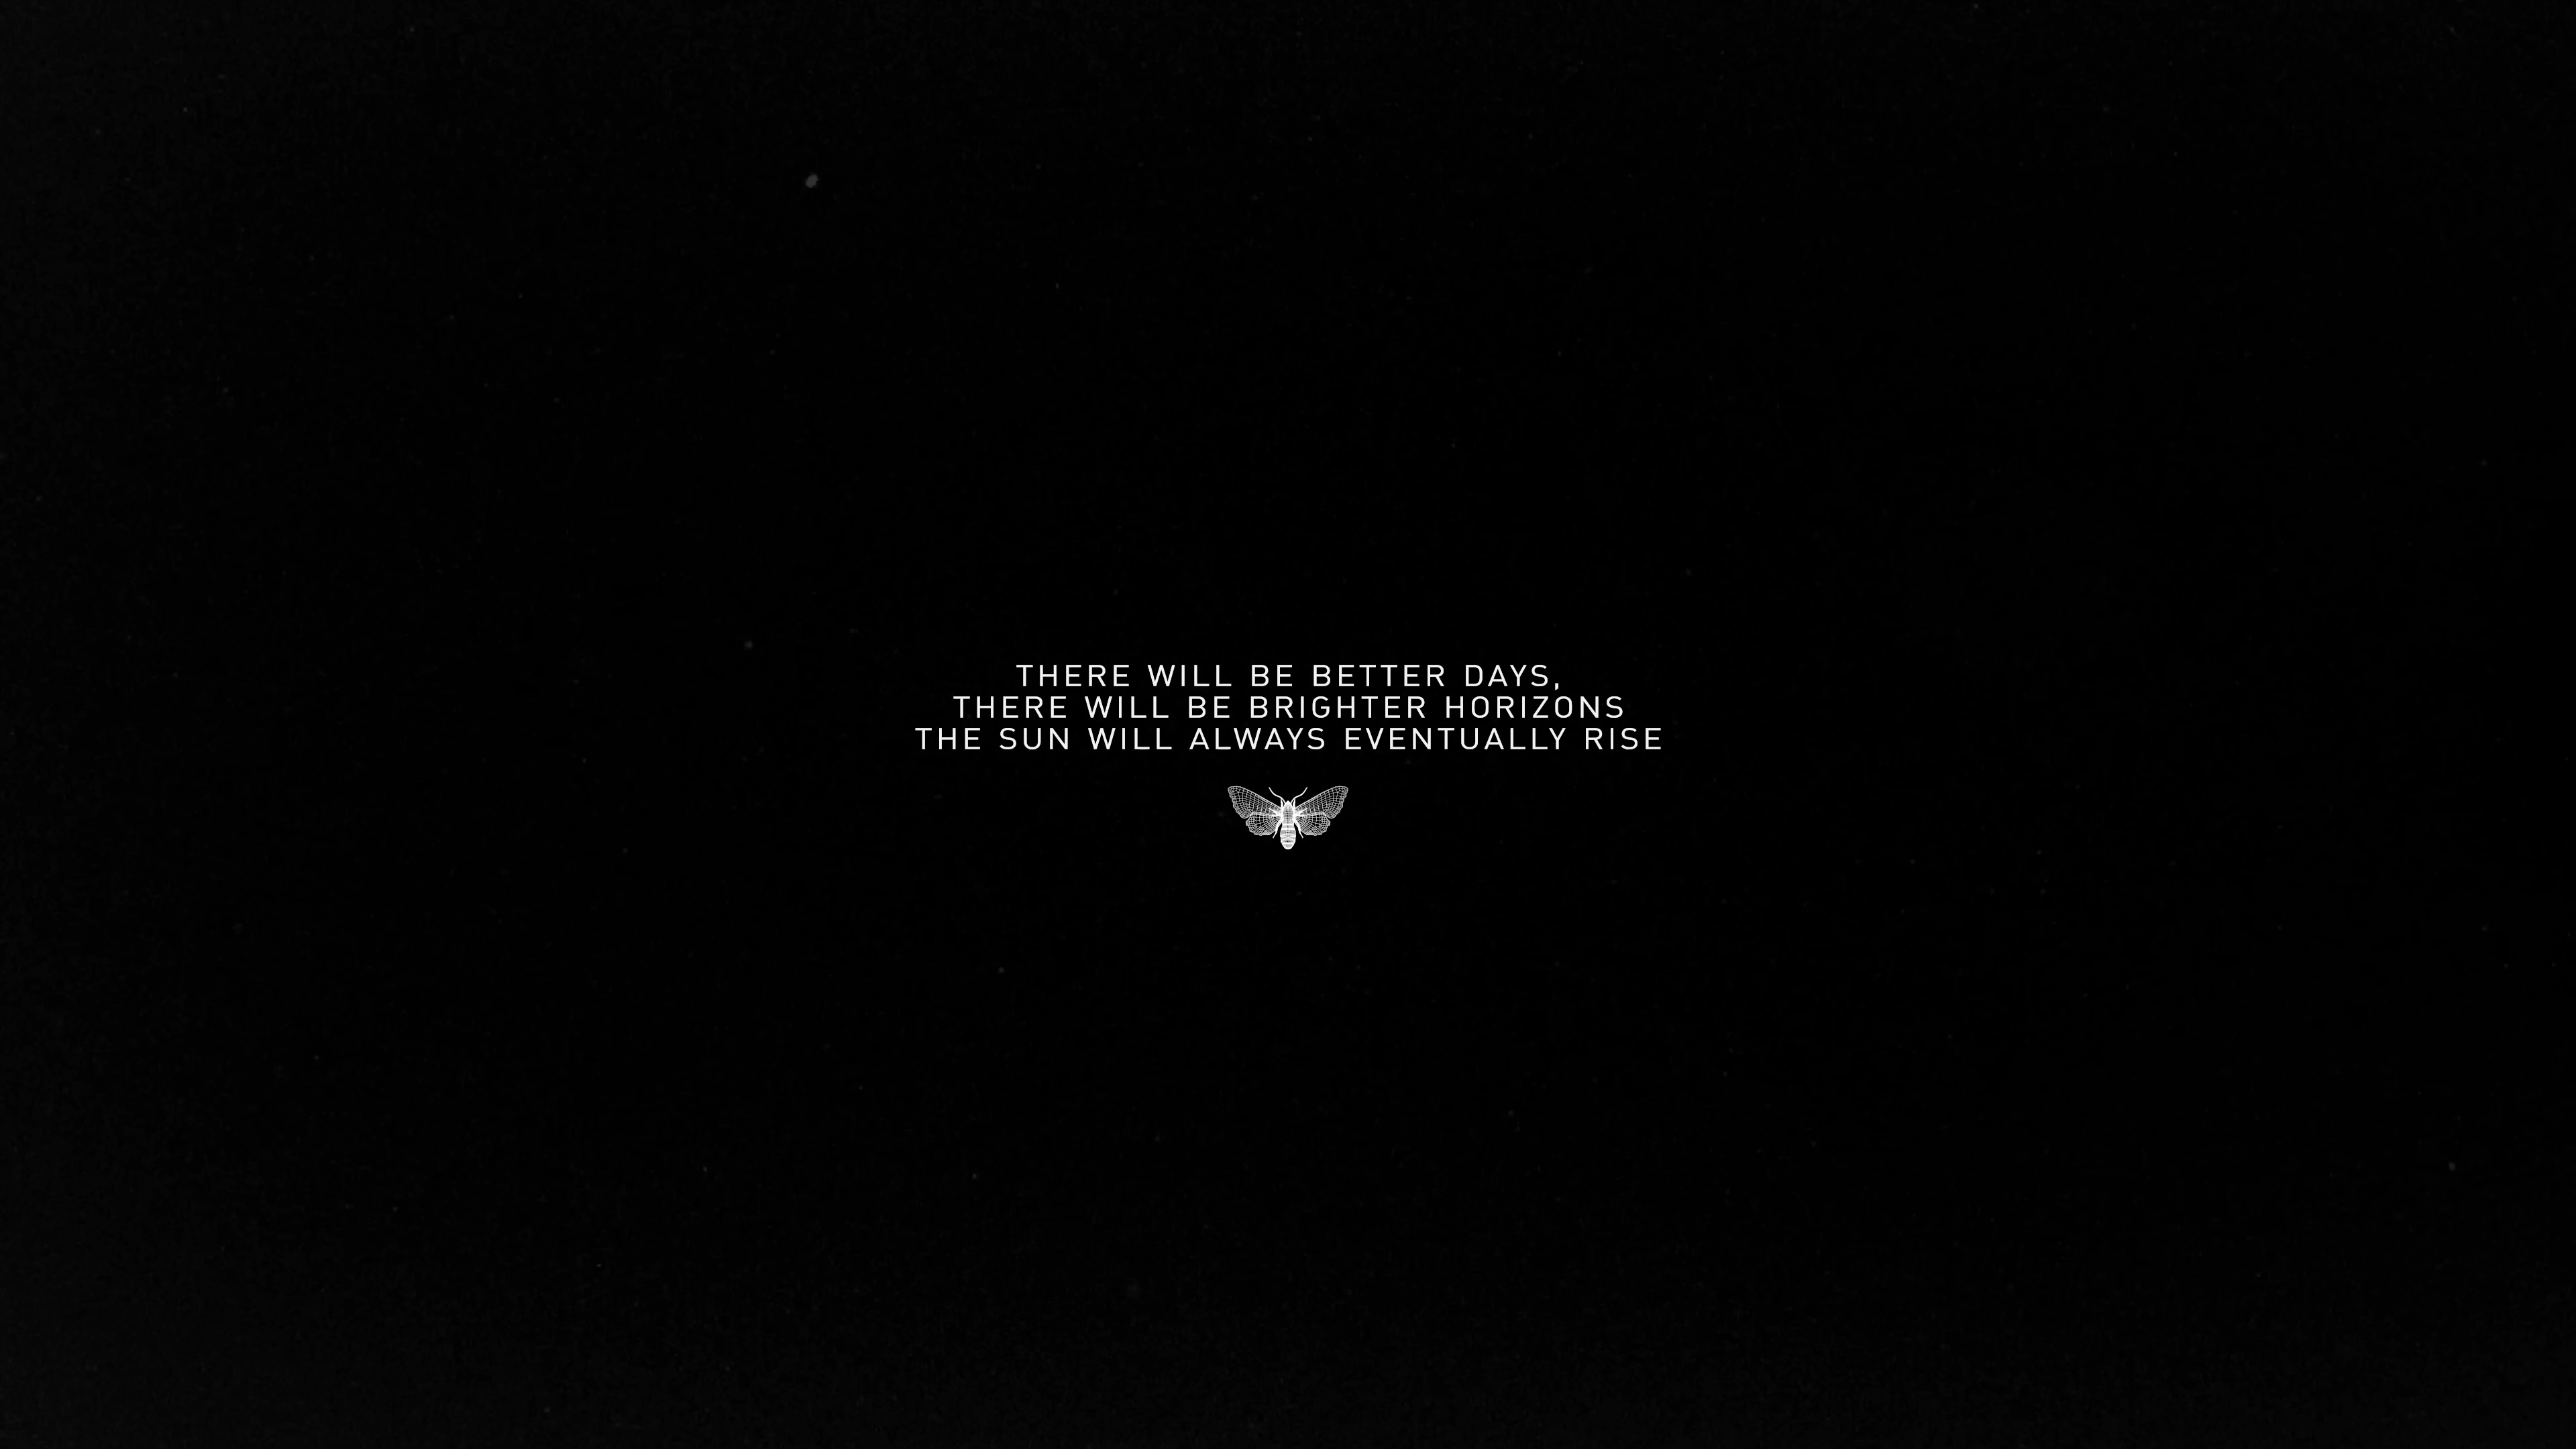 THERE WILL BE BETTER DAYS,
THERE WILL BE BRIGHTER HORIZONS
THE SUN WILL ALWAYS EVENTUALLY RISE